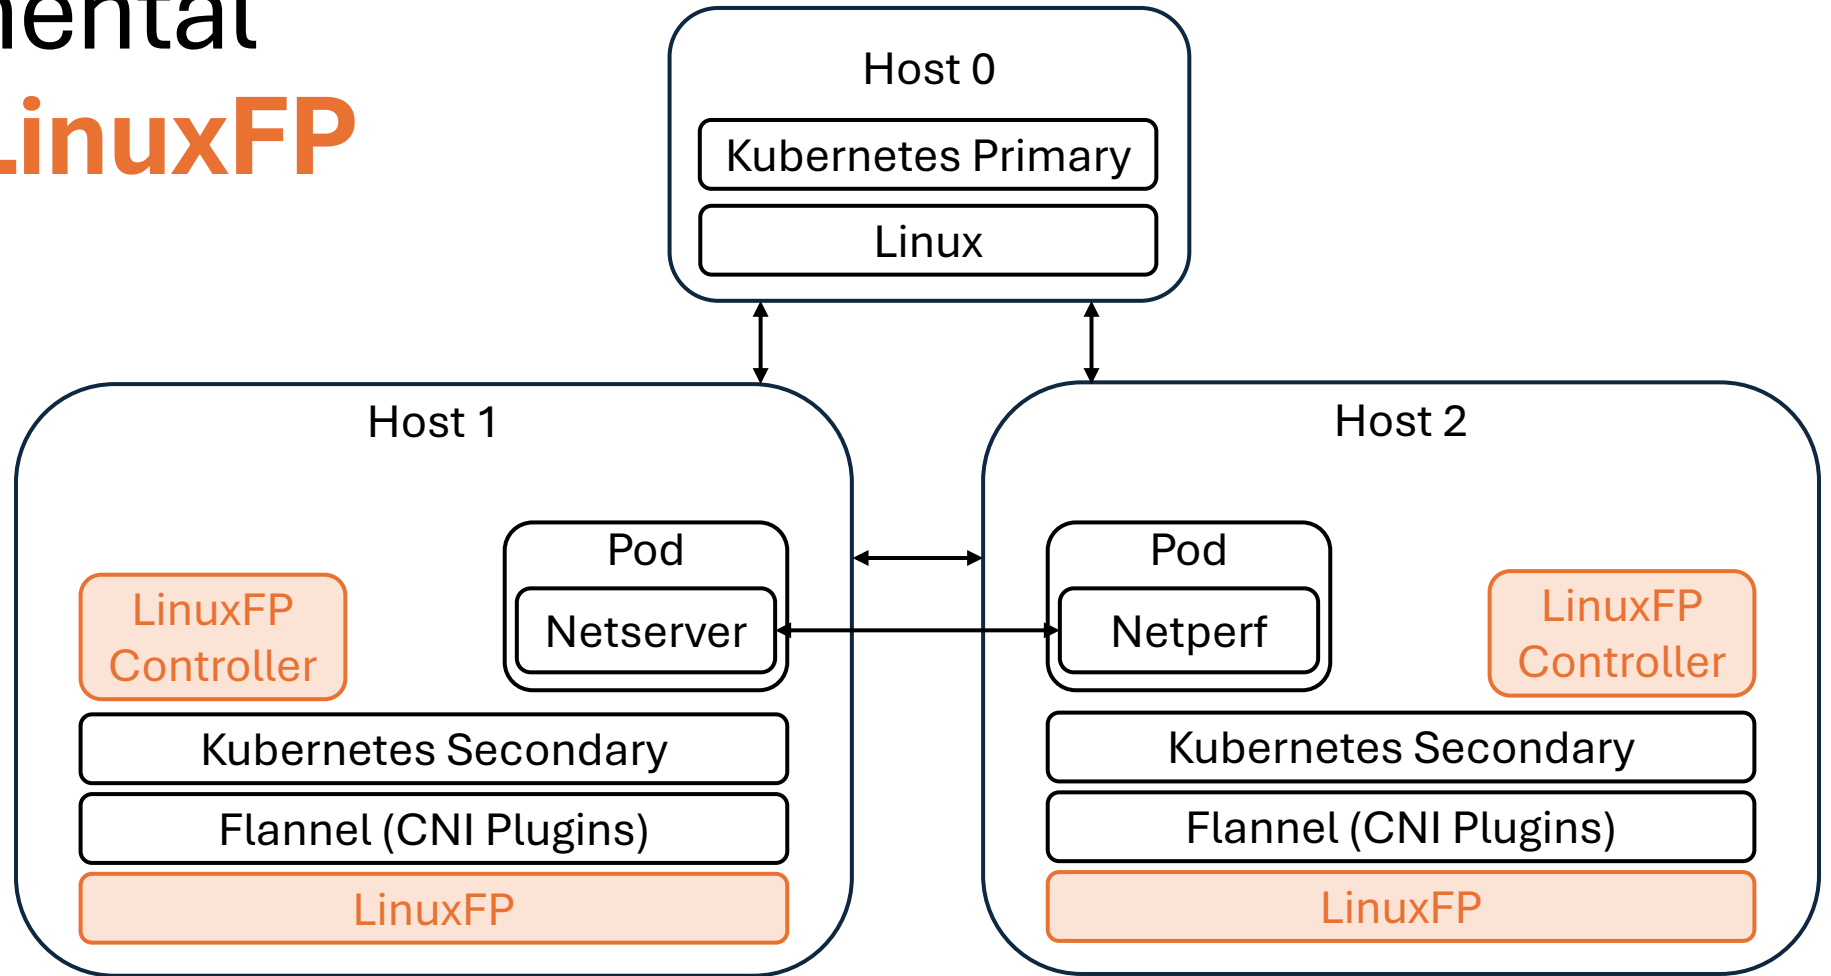 mental
LinuxFP
Host 0
Kubernetes Primary
Linux
Host 1
Pod
Netserver
LinuxFP
Controller
Kubernetes Secondary
Flannel (CNI Plugins)
LinuxFP
Host 2
Pod
Netperf
LinuxFP
Controller
Kubernetes Secondary
Flannel (CNI Plugins)
LinuxFP